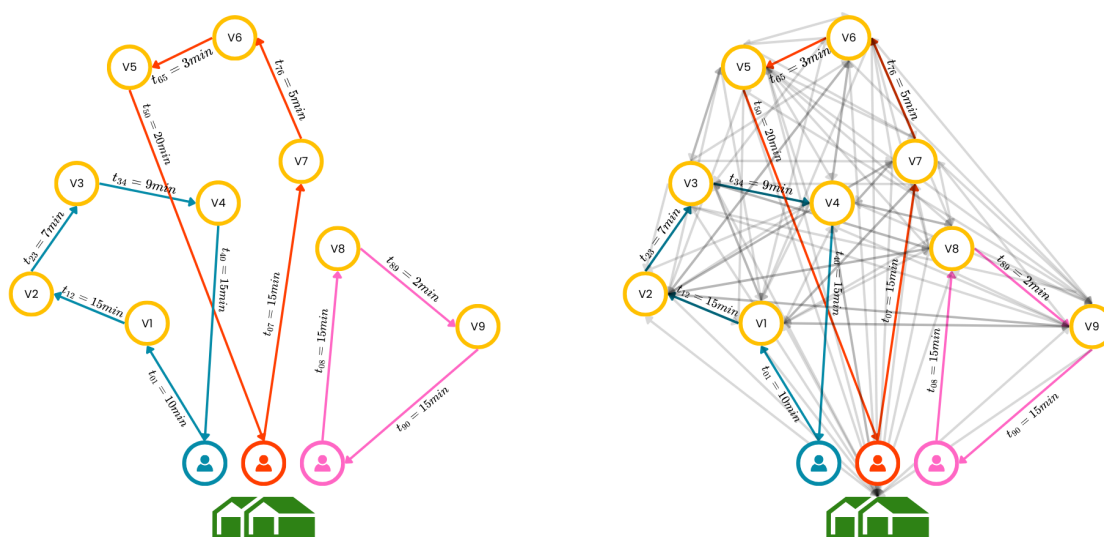 V6
V5
t65 = 3min
t76 = 5min
t50 = 20min
V7
V3
t34 = 9min
V4
t23 = 7min
t40 = 15min
V8
t89 = 2min
V2
t12 = 15min
V1
t07 = 15min
V9
t08 = 15min
t01 = 10min
t90 = 15min
V6
V5
t65 = 3min
t76 = 5min
t50 = 20min
V7
V3
t34 = 9min
V4
t23 = 7min
= 15min
V8
t89 = 2min
V2
t12 = 15min
V1
t07 = 15min
V9
t08 = 15min
t01 = 10min
t90 = 15min